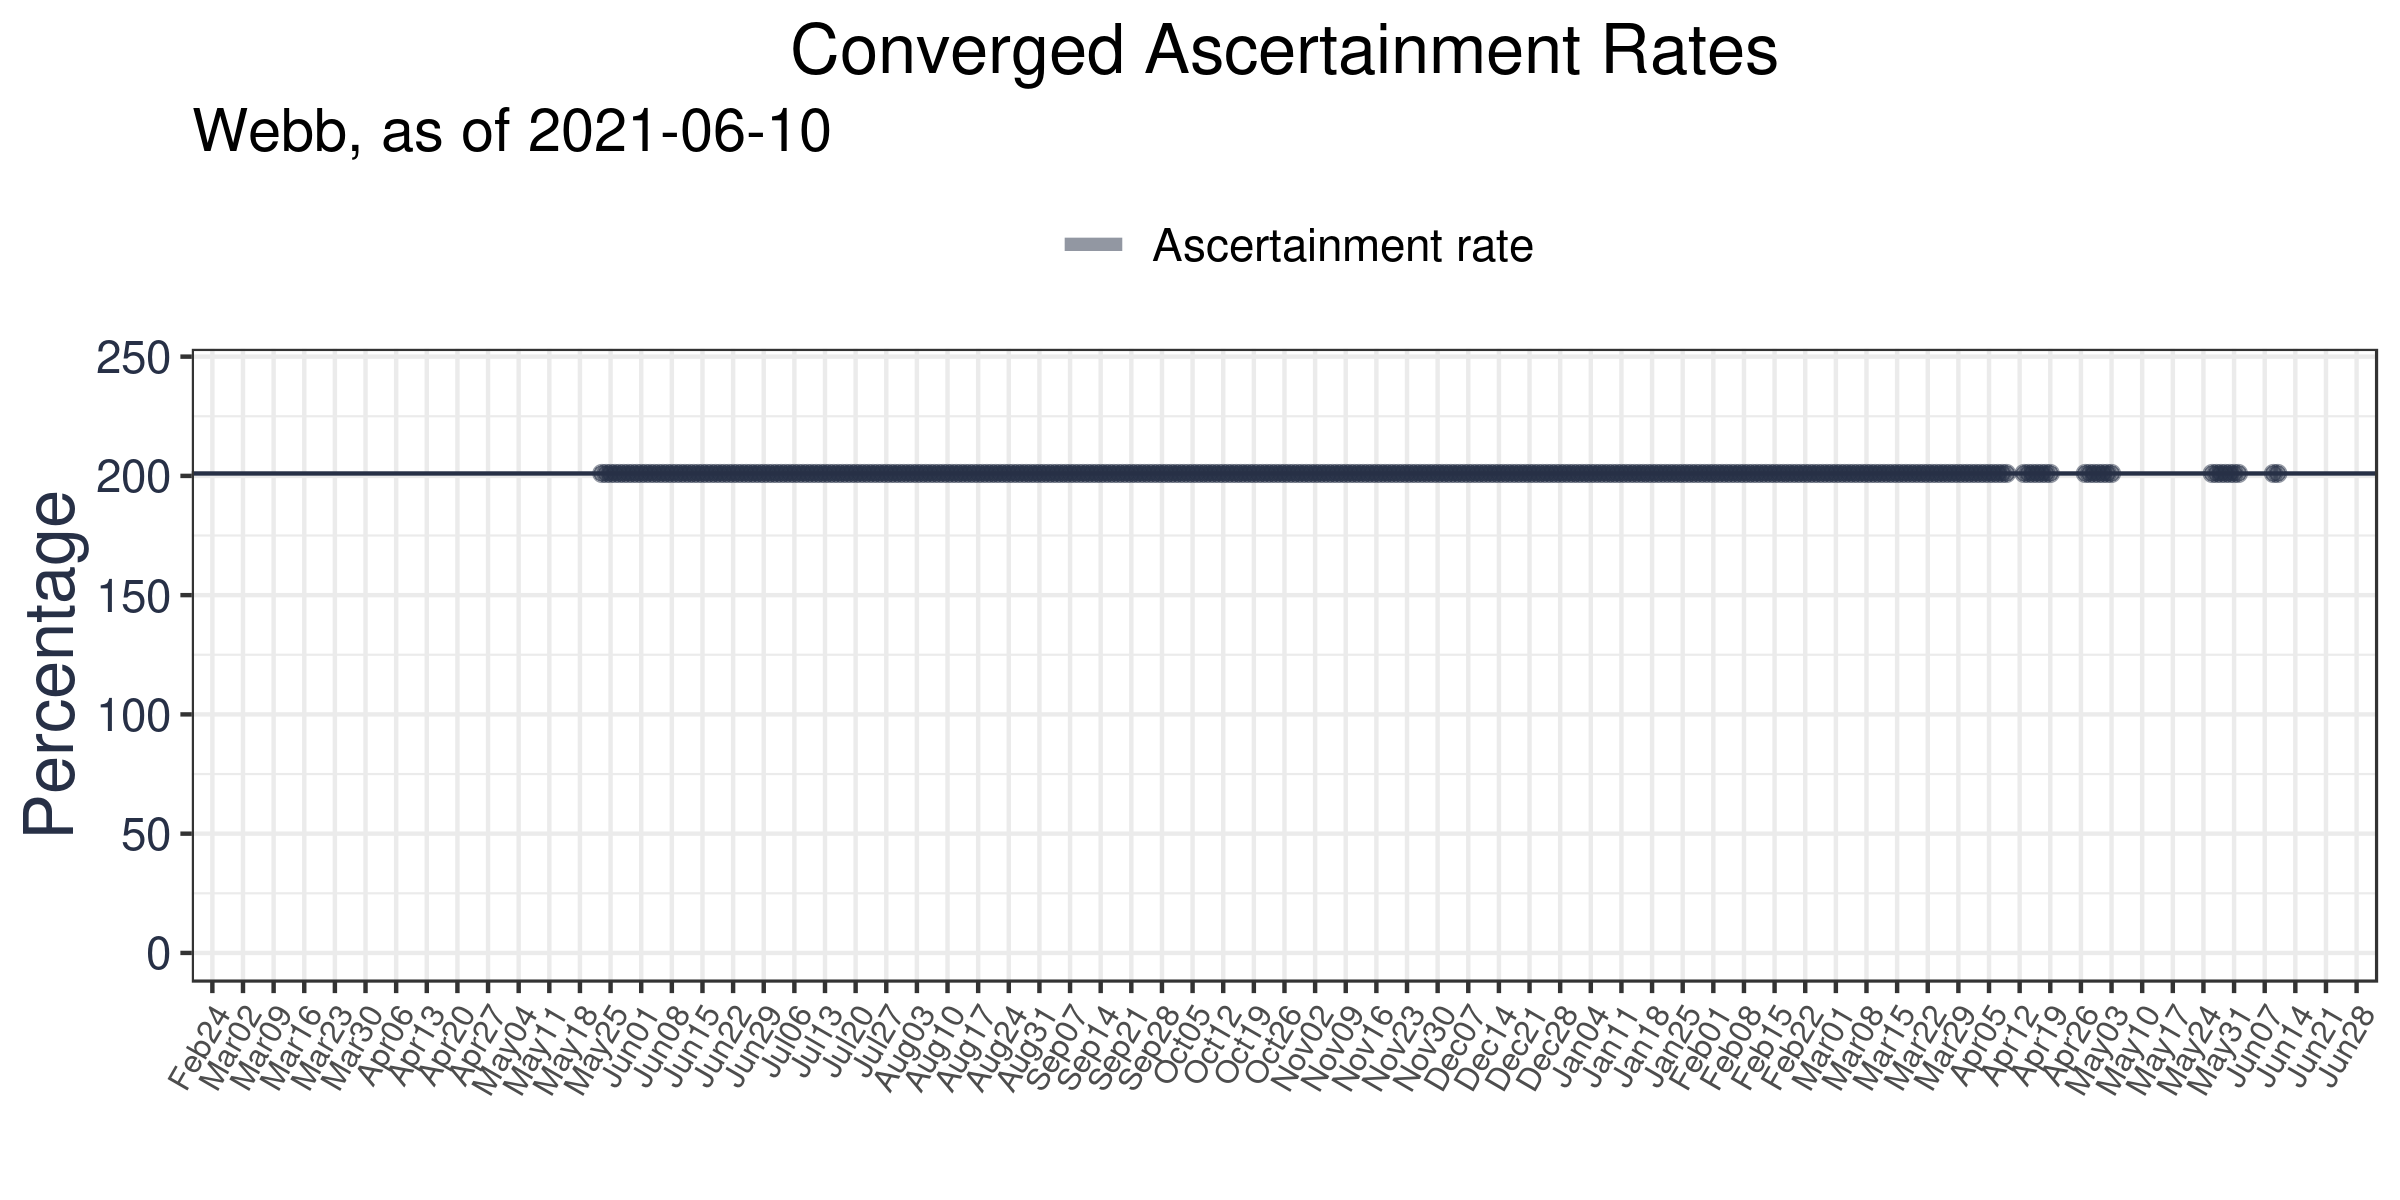 Converged Ascertainment Rates
Webb, as of 2021-06-10
Ascertainment rate
Percentage
250
200
150
100
50
0
Feb24 Mar02 Mar09 Mar16 Mar23 Mar30 Apr06 Apr13 Apr20 Apr27 May04 May11 May18 May25 Jun01 Jun08 Jun15 Jun22 Jun29 Jul06 Jul13 Jul20 Jul27 Aug03 Aug10 Aug17 Aug24 Aug31 Sep07 Sep14 Sep21 Sep28 Oct05 Oct12 Oct19 Oct26 Nov02 Nov09 Nov16 Nov23 Nov30 Dec07 Dec14 Dec21 Dec28 Jan04 Jan11 Jan18 Jan25 Feb01 Feb08 Feb15 Feb22 Mar01 Mar08 Mar15 Mar22 Mar29 Apr05 Apr12 Apr19 Apr26 May03 May10 May17 May24 May31 Jun07 Jun14 Jun21 Jun28